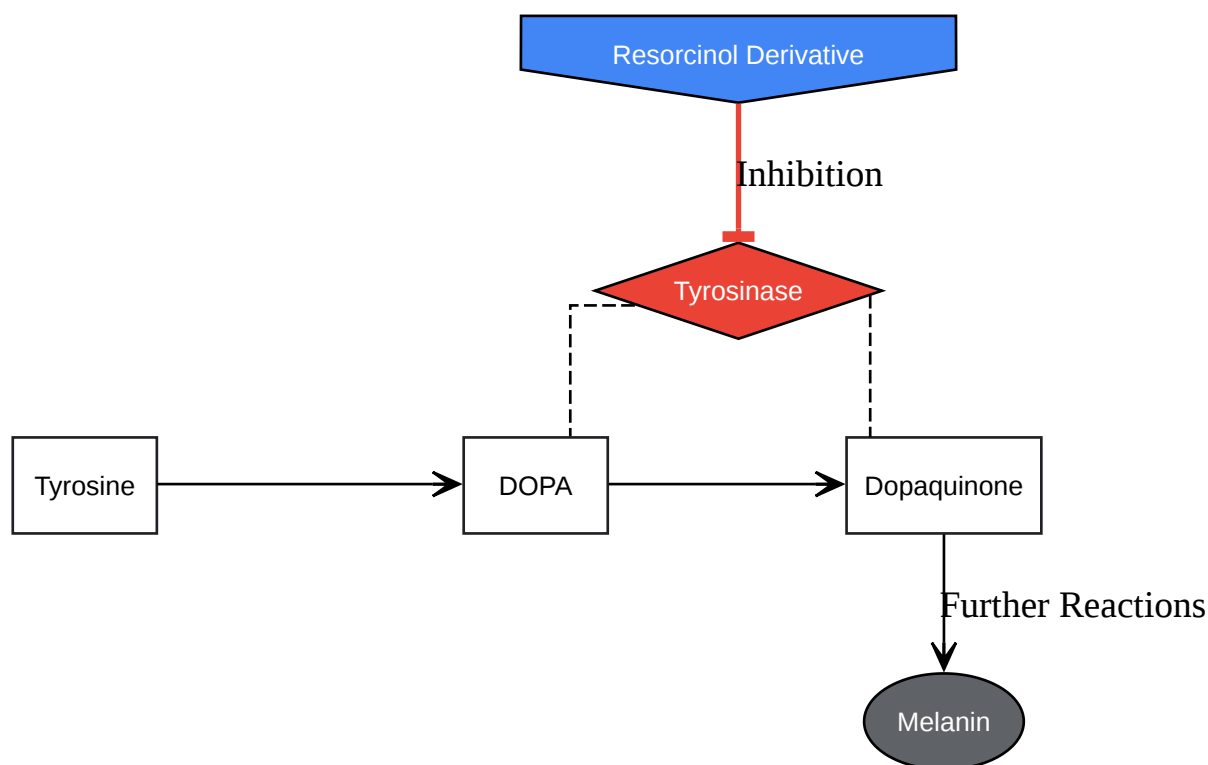 Resorcinol Derivative
Inhibition
Tyrosinase
Tyrosine
DOPA
Dopaquinone
Further Reactions
Melanin